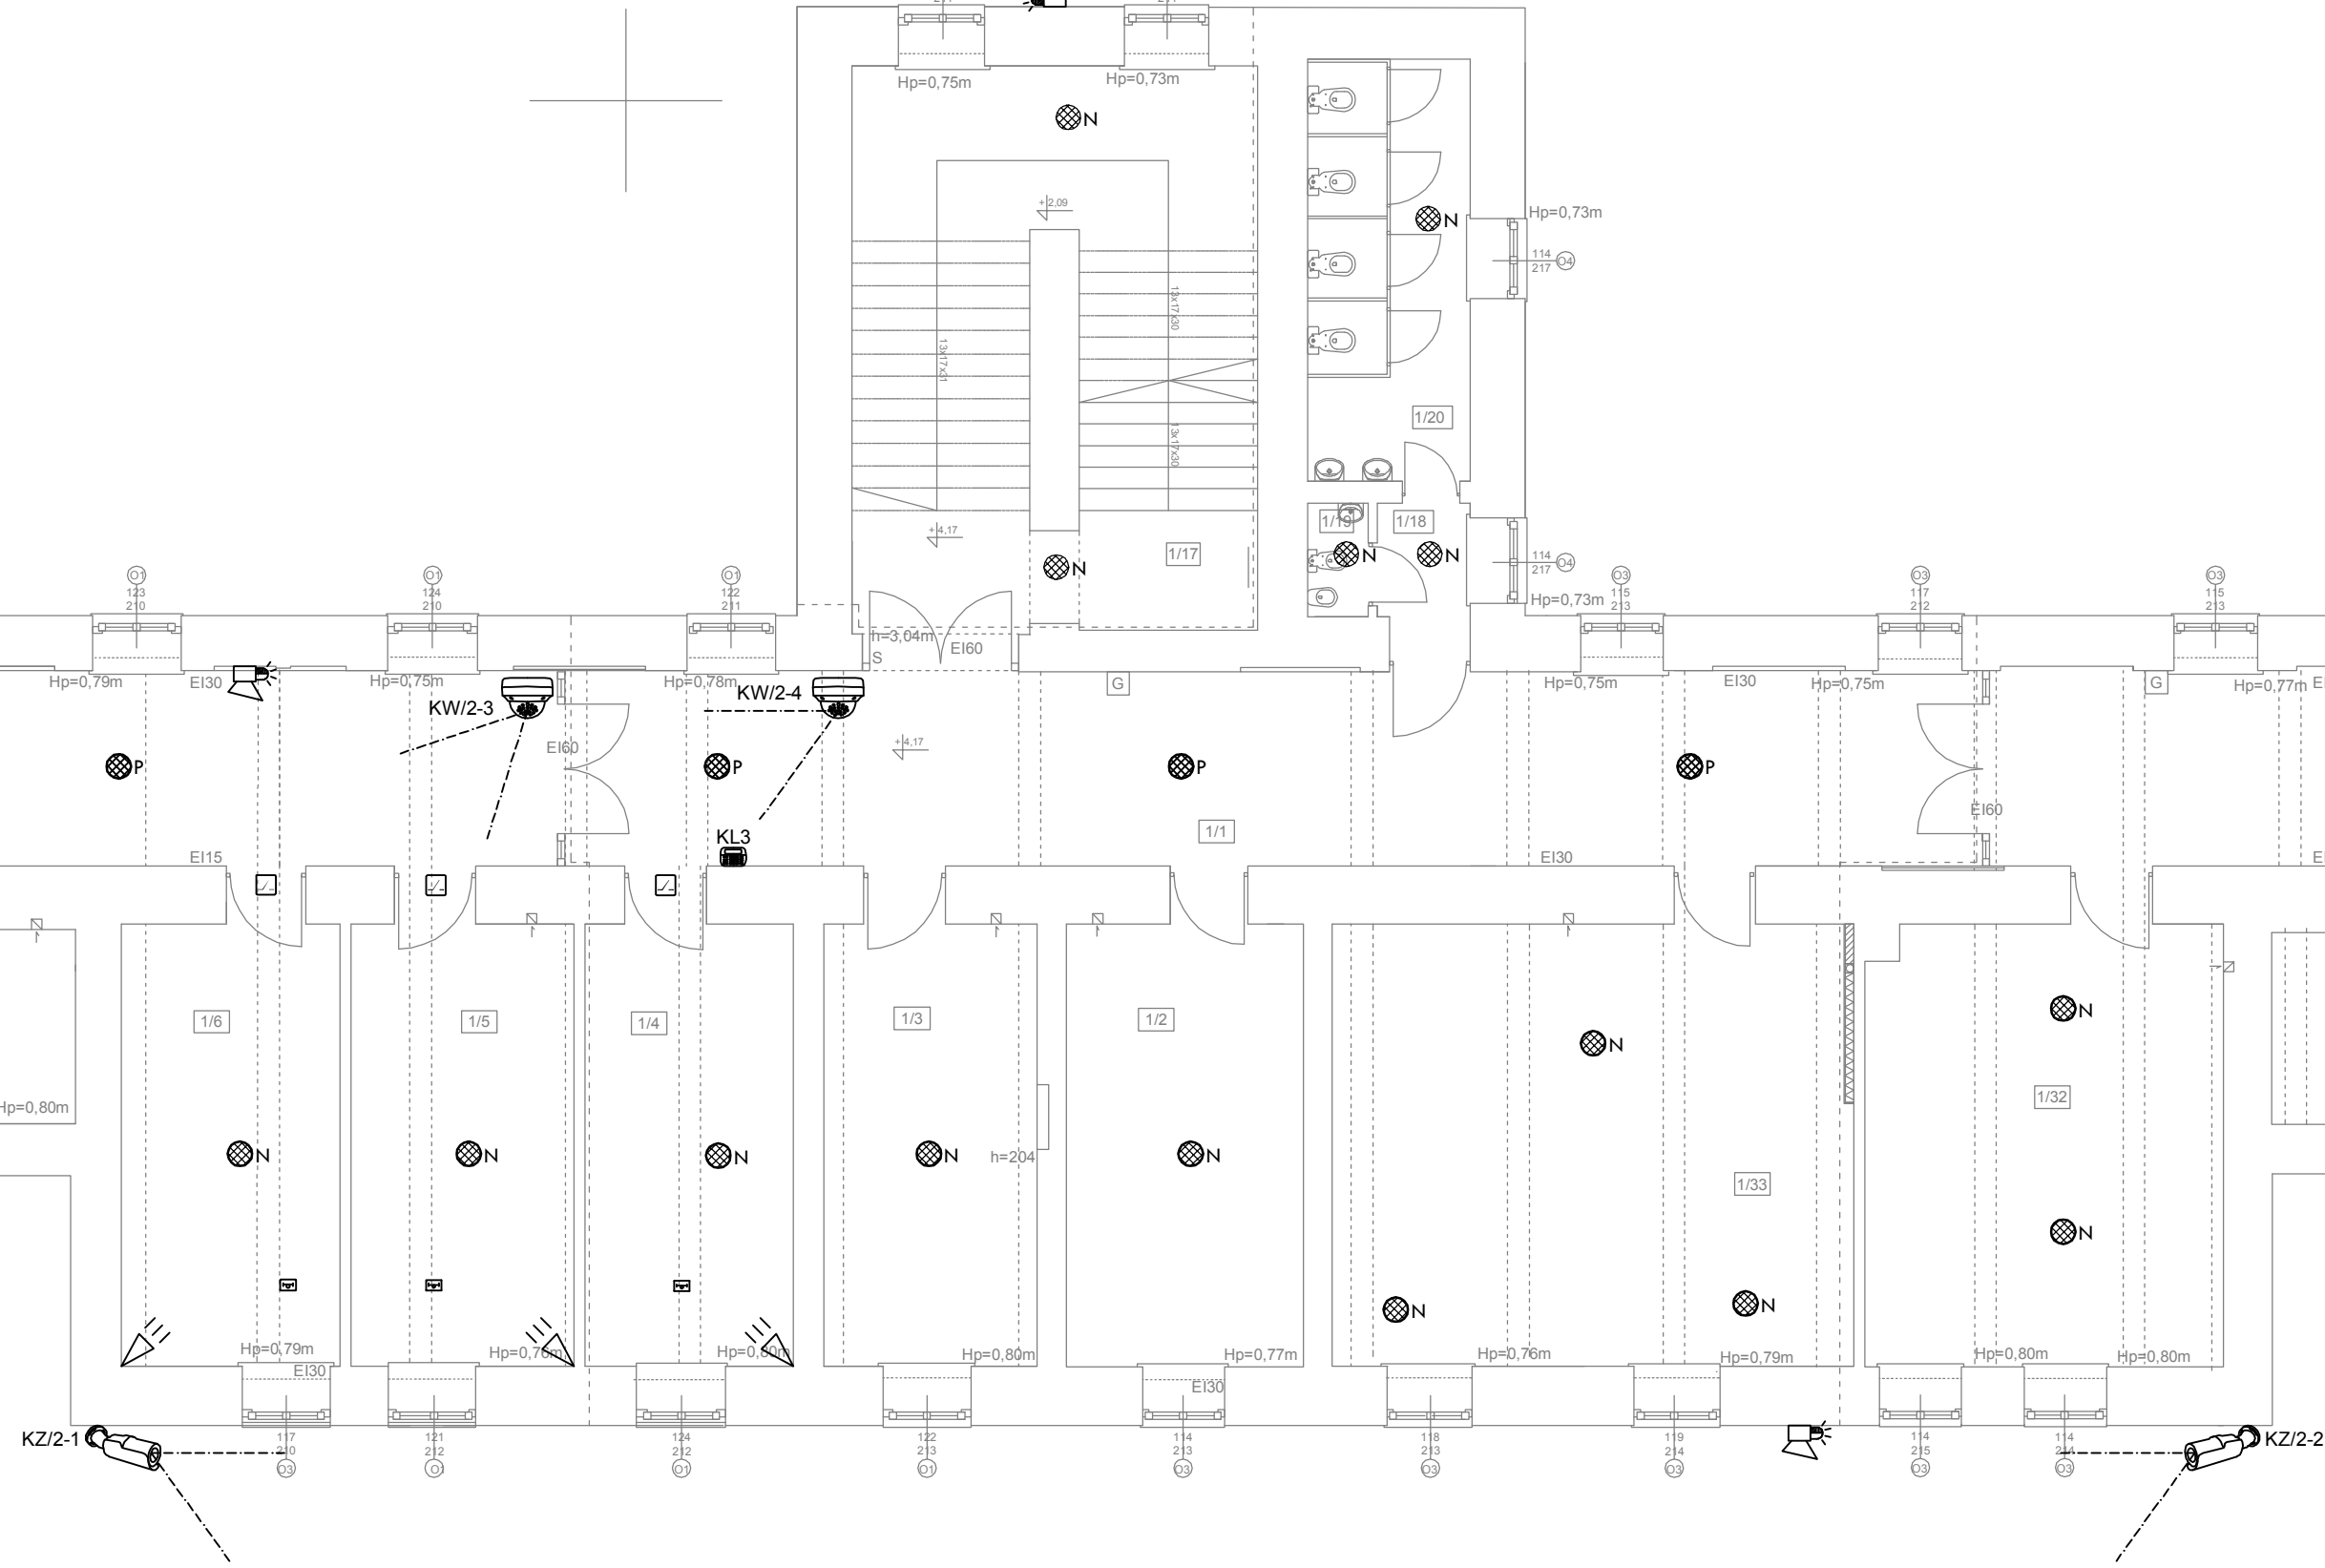 Hp=0,75m
Hp=0,73m
N
+2,09
N
Hp=0,73m
114
217
O4
13x17x30
13x17x31
1/20
13x17x30
+4,17
1/19
1/18
1/17
N
N
N
114
217
O4
Hp=0,73m
O1
123
210
O1
124
210
O1
122
211
O3
115
213
O3
117
212
O3
115
213
h=3,04m
S
EI60
Hp=0,79m
EI30
Hp=0,75m
Hp=0,78m
G
Hp=0,75m
EI30
Hp=0,75m
G
Hp=0,77m
KW/2-3
KW/2-4
EI60
+4,17
P
P
P
P
EI60
KL3
1/1
EI15
EI30
1/6
1/5
1/4
1/3
1/2
N
N
1/32
Hp=0,80m
N
N
N
N
h=204
N
1/33
N
N
N
Hp=0,79m
EI30
Hp=0,76m
Hp=0,80m
Hp=0,80m
Hp=0,77m
EI30
Hp=0,76m
Hp=0,79m
Hp=0,80m
Hp=0,80m
KZ/2-1
KZ/2-2
117
210
O3
121
212
O1
124
212
O1
122
213
O1
114
213
O3
118
213
O3
119
214
O3
114
215
O3
114
214
O3